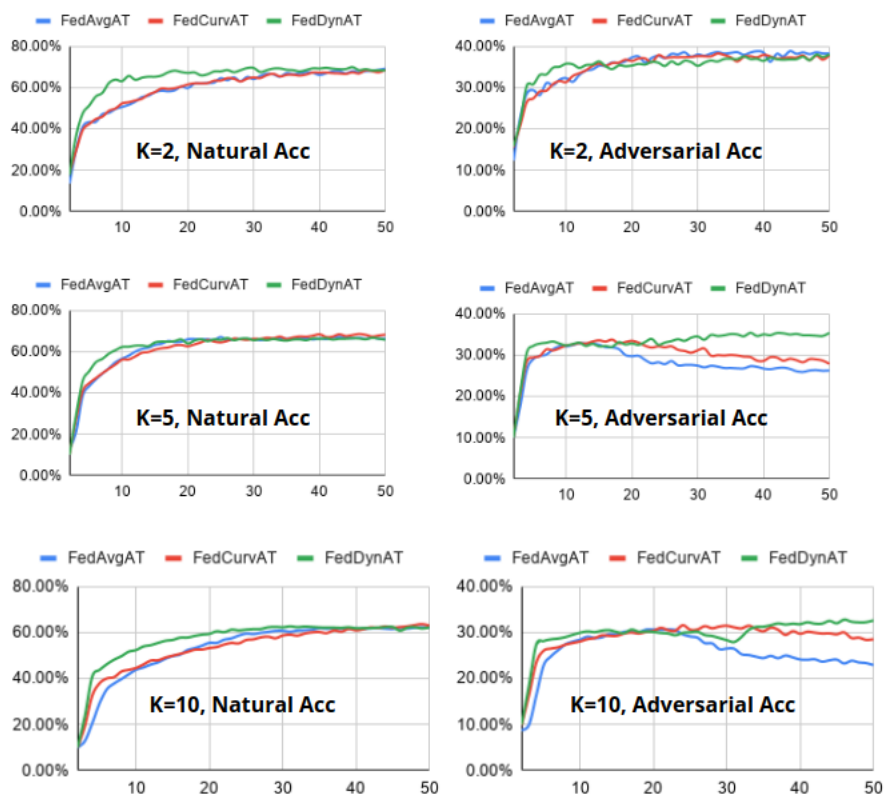 FedAvgAT FedCurvAT FedDynAT
80.00%
60.00%
40.00%
20.00%
0.00%
K=2, Natural Acc
10 20 30 40 50
FedAvgAT FedCurvAT FedDynAT
40.00%
30.00%
20.00%
10.00%
0.00%
K=2, Adversarial Acc
10 20 30 40 50
FedAvgAT FedCurvAT FedDynAT
80.00%
60.00%
40.00%
20.00%
0.00%
K=5, Natural Acc
10 20 30 40 50
FedAvgAT FedCurvAT FedDynAT
40.00%
30.00%
20.00%
10.00%
0.00%
K=5, Adversarial Acc
10 20 30 40 50
FedAvgAT FedCurvAT FedDynAT
80.00%
60.00%
40.00%
20.00%
0.00%
K=10, Natural Acc
10 20 30 40 50
FedAvgAT FedCurvAT FedDynAT
40.00%
30.00%
20.00%
10.00%
0.00%
K=10, Adversarial Acc
10 20 30 40 50